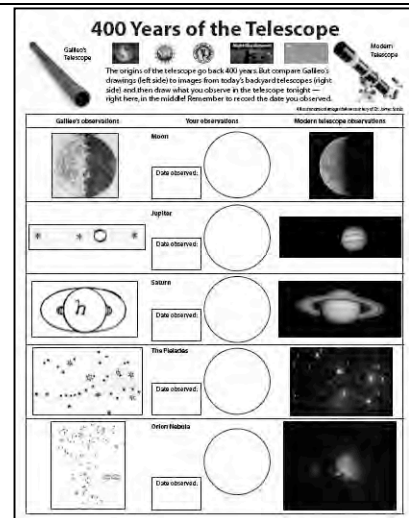 400 Years of the Telescope
Galileo's
Telescope
Modern
Telescope
The origins of the telescope go back 400 years. But compare Galileo's
drawings (left side) to images from today's backyard telescopes (right
side) and then draw what you observe in the telescope tonight —
right here, in the middle! Remember to record the date you observed.
Galileo's observations
Your observations
Modern telescope observations
Moon
Date observed:
Jupiter
Date observed:
Saturn
Date observed:
h
The Pleiades
Date observed:
Orion Nebula
Date observed: